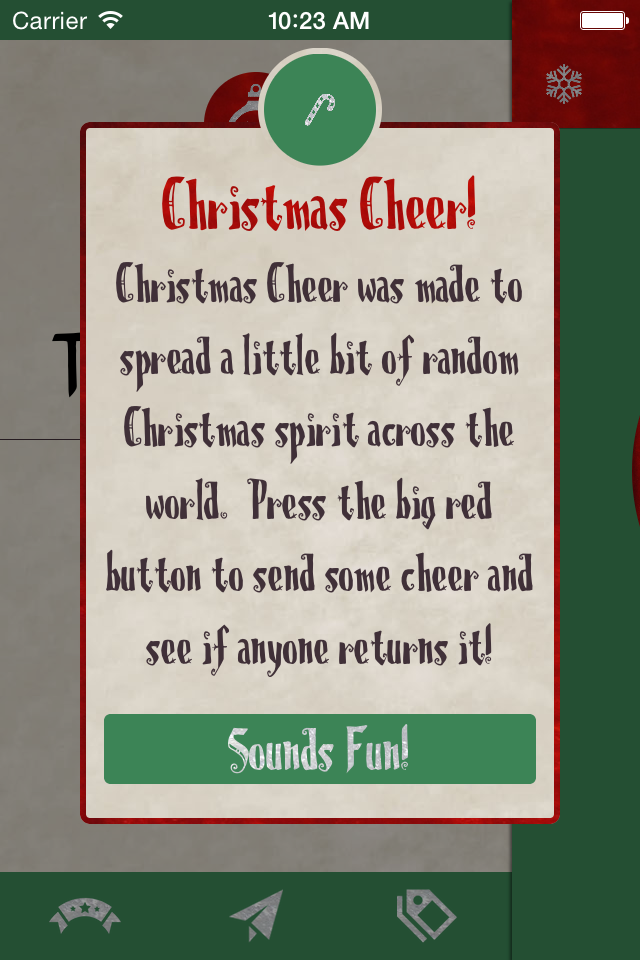 Carrier 10:23 AM
Christmas Cheer!
Christmas Cheer was made to
spread a little bit of random
Christmas spirit across the
world. Press the big red
button to send some cheer and
see if anyone returns it!
Sounds Fun!